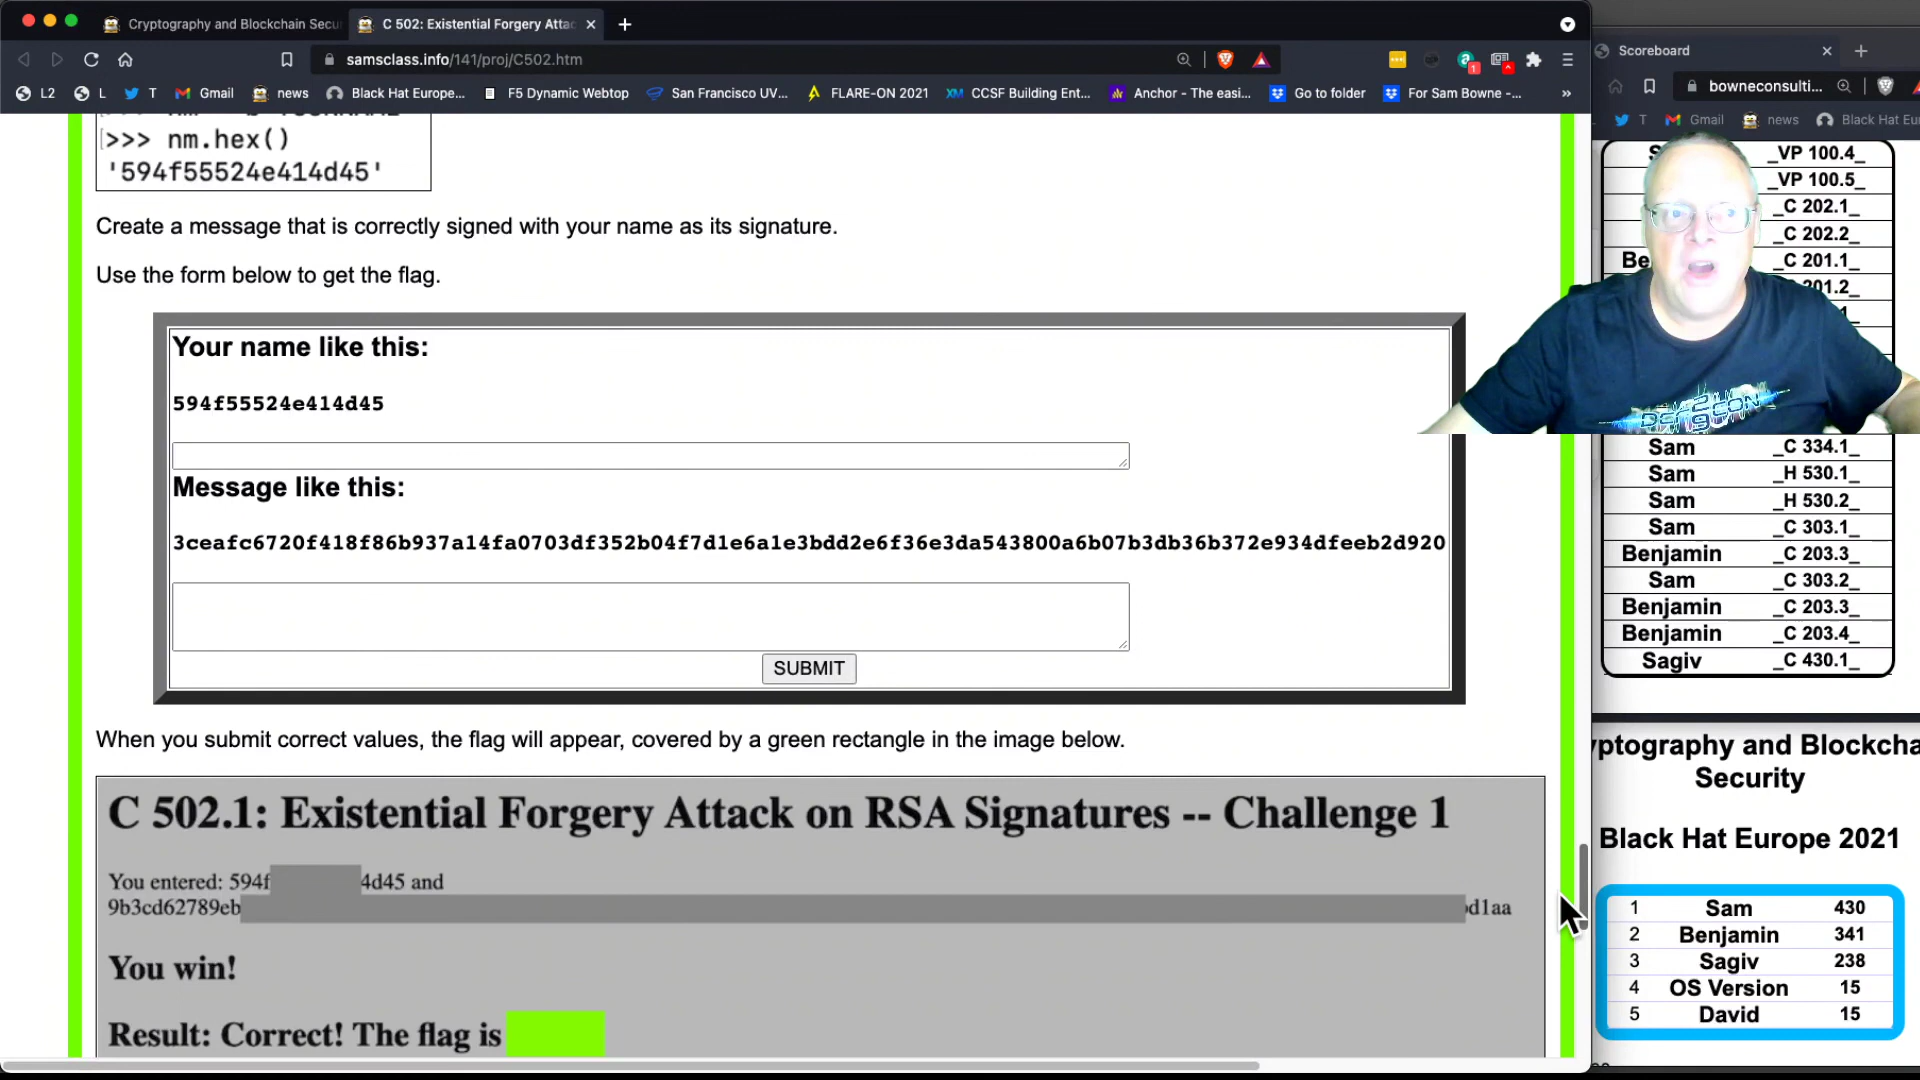 Cryptography and Blockchain Secu
C 502: Existential Forgery Attac
samsclass.info/141/proj/C502.htm
L2 L T Gmail news Black Hat Europe... F5 Dynamic Webtop San Francisco UV... FLARE-ON 2021 CCSF Building Ent... Anchor - The easi... Go to folder For Sam Bowne -... »
>>> nm.hex()
'594f55524e414d45'
Create a message that is correctly signed with your name as its signature.
Use the form below to get the flag.
Your name like this:
594f55524e414d45
Message like this:
3ceafc6720f418f86b937a14fa0703df352b04f7d1e6a1e3bdd2e6f36e3da543800a6b07b3db36b372e934dfeeb2d920
SUBMIT
When you submit correct values, the flag will appear, covered by a green rectangle in the image below.
C 502.1: Existential Forgery Attack on RSA Signatures -- Challenge 1
You entered: 594f 4d45 and
9b3cd62789eb d1aa
You win!
Result: Correct! The flag is
Scoreboard
bowneconsulti...
T Gmail news Black Hat Eu
_VP 100.4_
_VP 100.5_
_C 202.1_
_C 202.2_
Be _C 201.1_
201.2_
DEFCON
Sam _C 334.1_
Sam _H 530.1_
Sam _H 530.2_
Sam _C 303.1_
Benjamin _C 203.3_
Sam _C 303.2_
Benjamin _C 203.3_
Benjamin _C 203.4_
Sagiv _C 430.1_
yptography and Blockcha
Security
Black Hat Europe 2021
1 Sam 430
2 Benjamin 341
3 Sagiv 238
4 OS Version 15
5 David 15